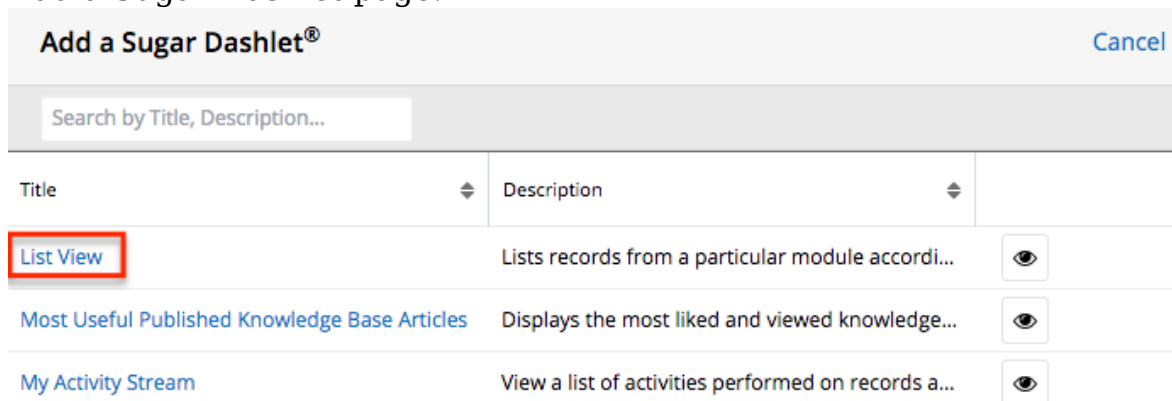 Add a Sugar Dashlet®
Cancel
Search by Title, Description...
Title
Description
List View
Lists records from a particular module accordi...
Most Useful Published Knowledge Base Articles
Displays the most liked and viewed knowledge...
My Activity Stream
View a list of activities performed on records a...